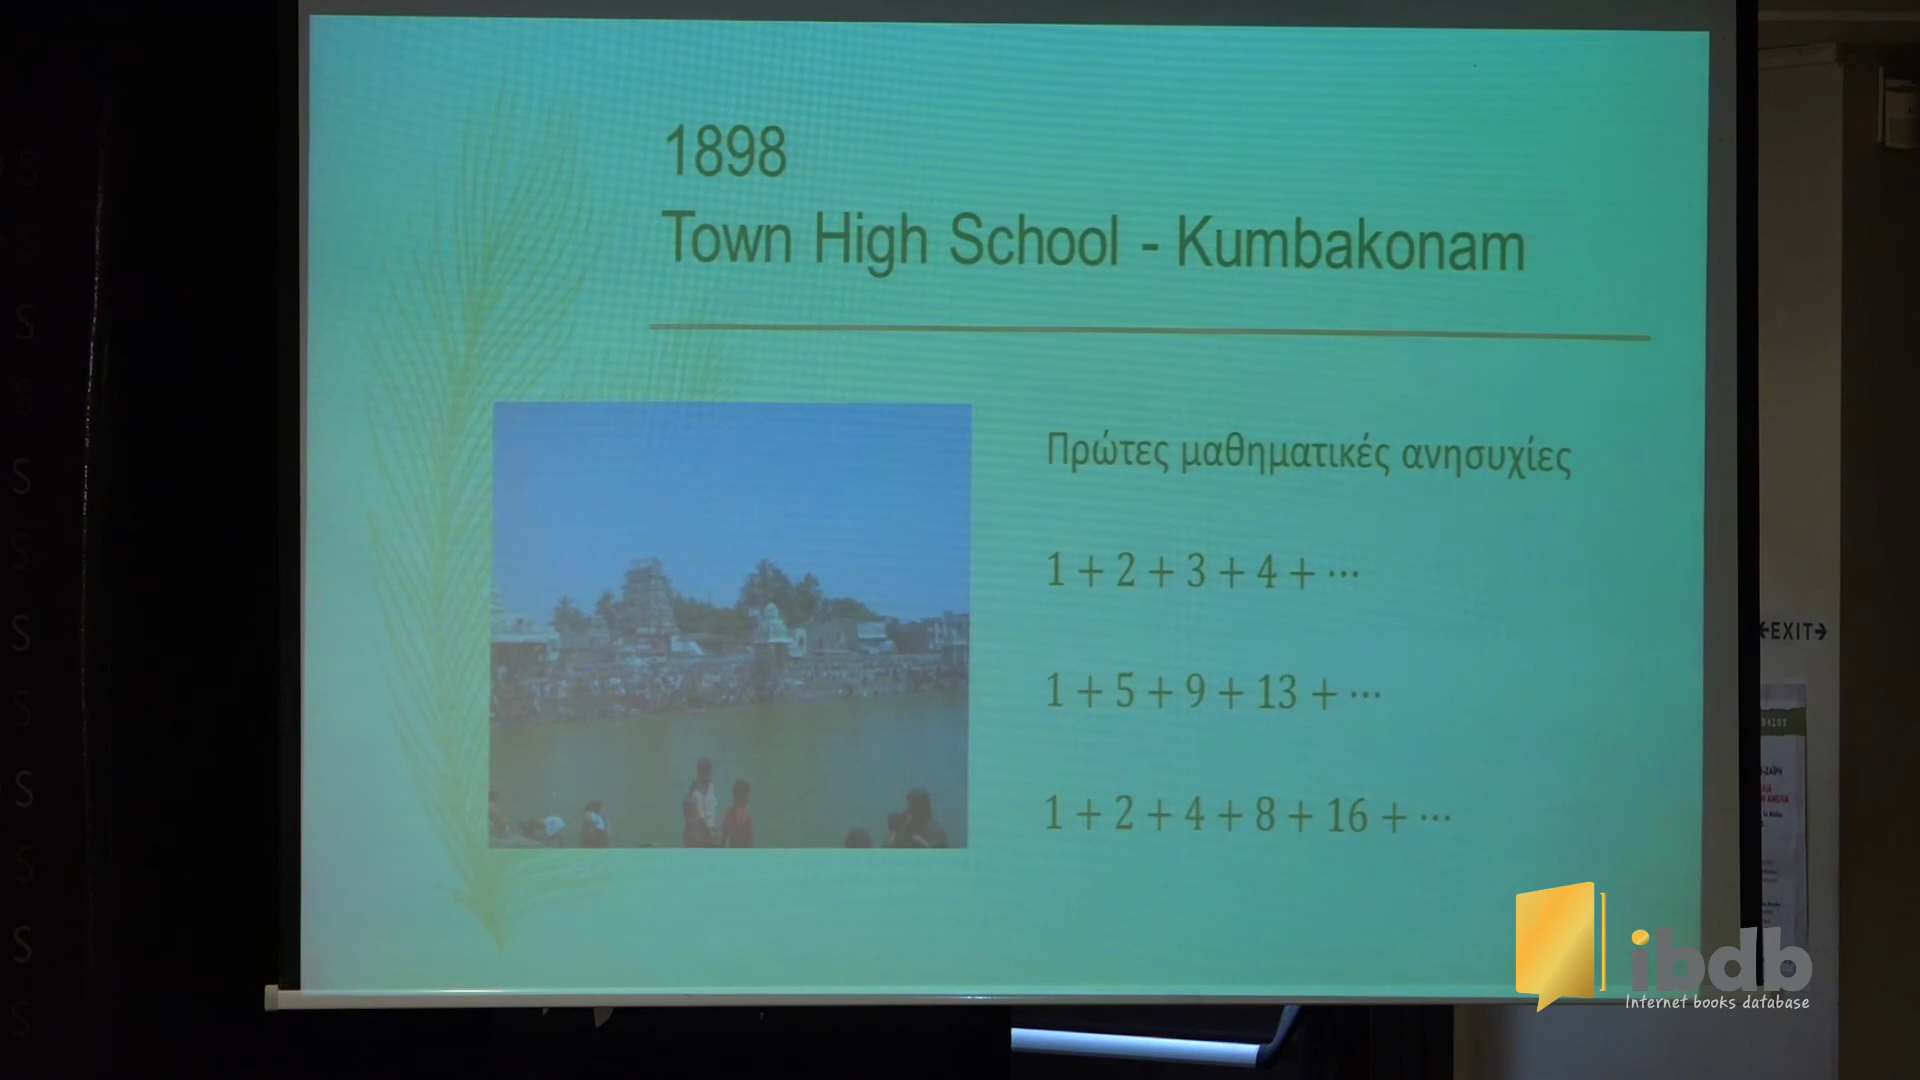 1898
Town High School - Kumbakonam
Πρώτες μαθηματικές ανησυχίες
1 + 2 + 3 + 4 + ⋯
1 + 5 + 9 + 13 + ⋯
1 + 2 + 4 + 8 + 16 + ⋯
←EXIT→
ibdb
Internet books database